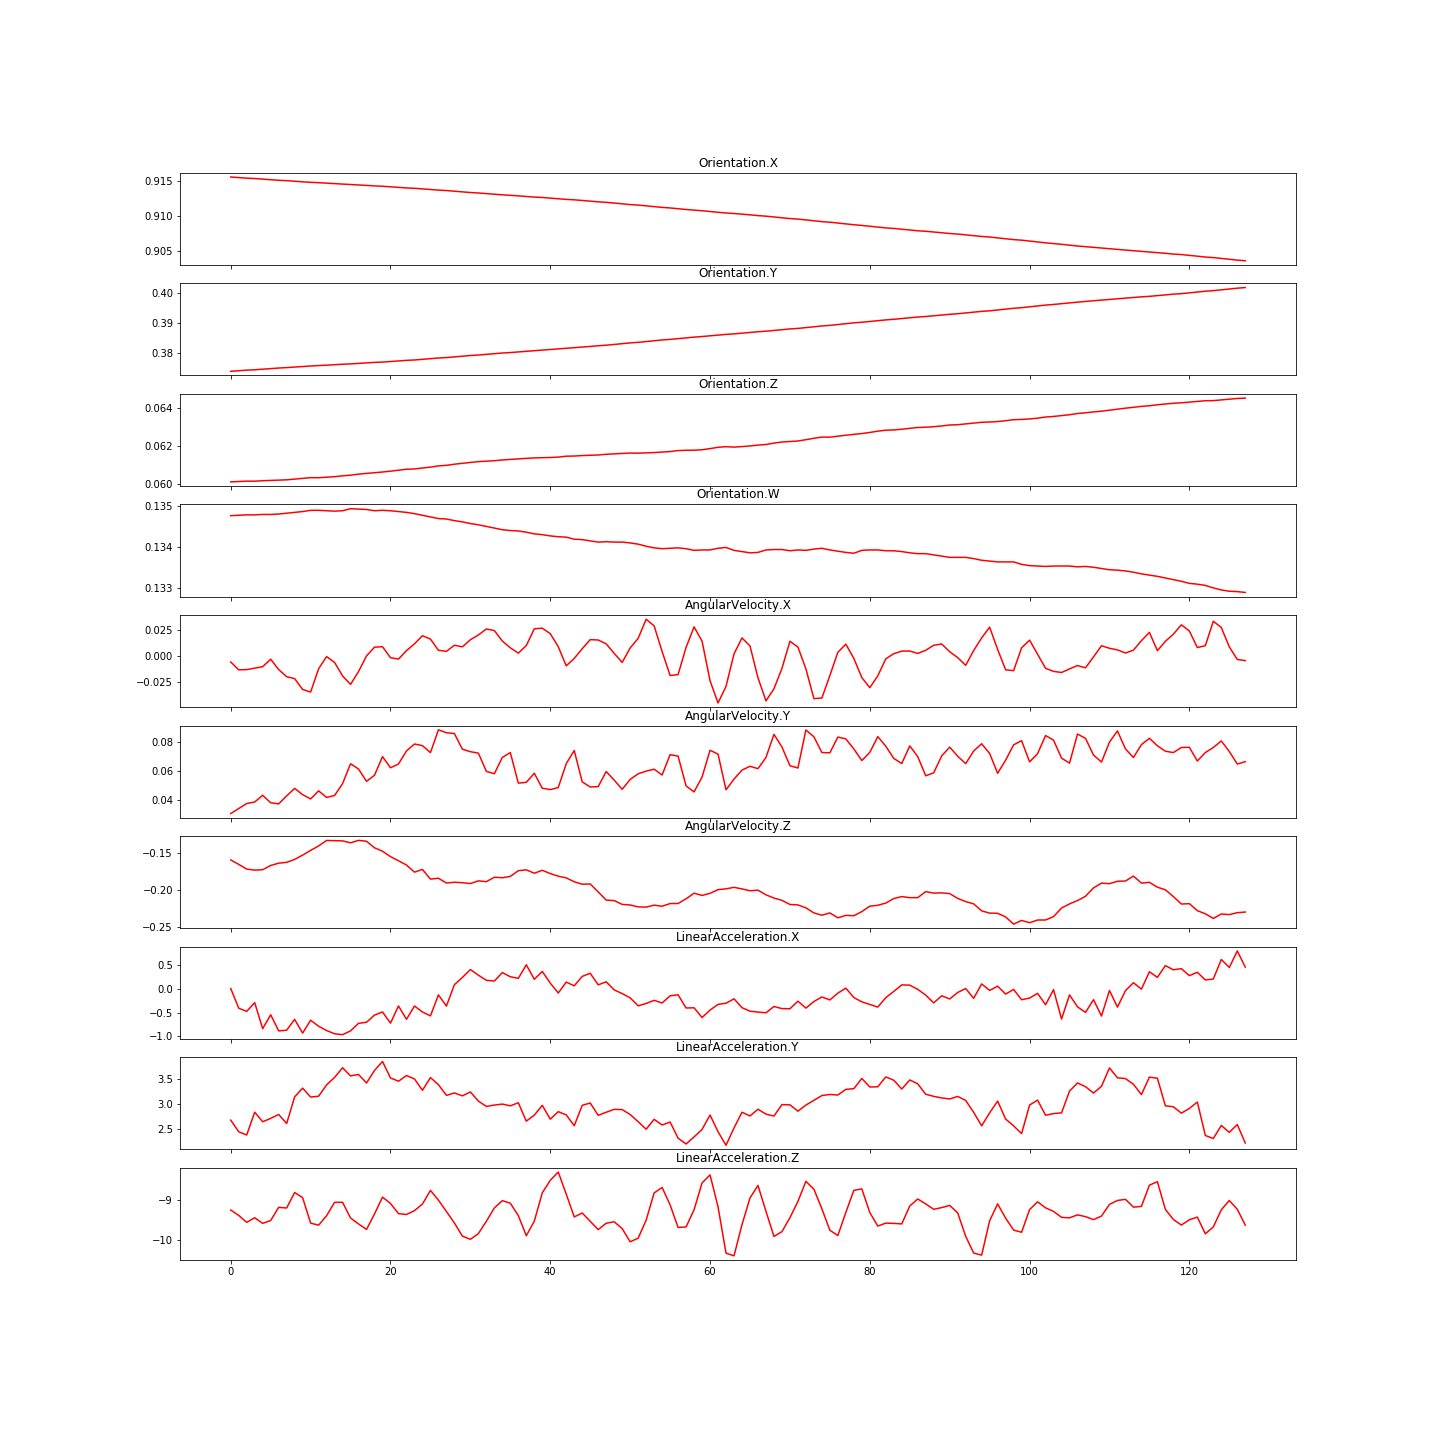 Orientation.X
0.915
0.910
0.905
Orientation.Y
0.40
0.39
0.38
Orientation.Z
0.064
0.062
0.060
Orientation.W
0.135
0.134
0.133
AngularVelocity.X
0.025
0.000
−0.025
AngularVelocity.Y
0.08
0.06
0.04
AngularVelocity.Z
−0.15
−0.20
−0.25
LinearAcceleration.X
0.5
0.0
−0.5
−1.0
LinearAcceleration.Y
3.5
3.0
2.5
LinearAcceleration.Z
−9
−10
0 20 40 60 80 100 120